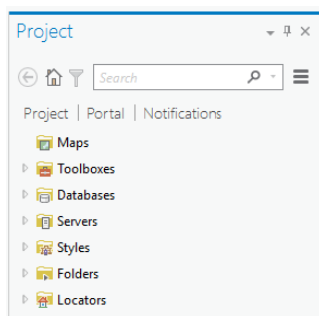 Project
Search
Project | Portal | Notifications
Maps
Toolboxes
Databases
Servers
Styles
Folders
Locators